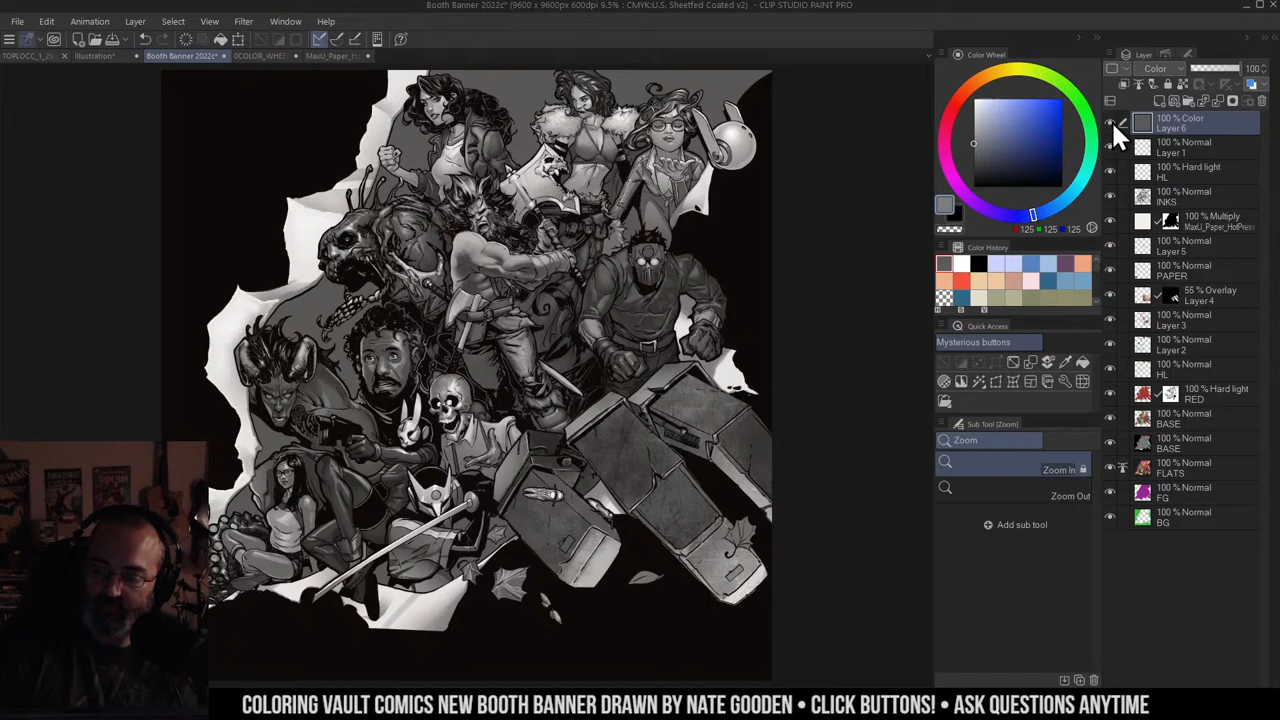 Booth Banner 2022c* (9600 x 9600px 600dpi 9.5% : CMYK:U.S. Sheetfed Coated v2) - CLIP STUDIO PAINT PRO
File Edit Animation Layer Select View Filter Window Help
Illustration* Booth Banner 2022c* 0COLOR_WHEE MaxU_Paper_H
Color Wheel
125 125 125
Color History
Quick Access
Mysterious buttons
Sub Tool [Zoom]
Zoom
Zoom In
Zoom Out
Add sub tool
Layer
Color 100
100 % Color
Layer 6
100 % Normal
Layer 1
100 % Hard light
HL
100 % Normal
INKS
100 % Multiply
MaxU_Paper_HotPress
100 % Normal
Layer 5
100 % Normal
PAPER
55 % Overlay
Layer 4
100 % Normal
Layer 3
100 % Normal
Layer 2
100 % Normal
HL
100 % Hard light
RED
100 % Normal
BASE
100 % Normal
BASE
100 % Normal
FLATS
100 % Normal
FG
100 % Normal
BG
COLORING VAULT COMICS NEW BOOTH BANNER DRAWN BY NATE GOODEN • CLICK BUTTONS! • ASK QUESTIONS ANYTIME